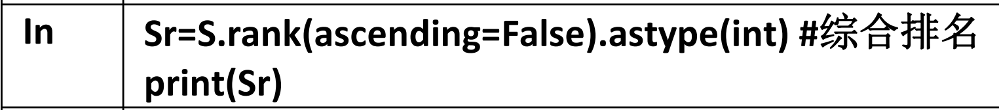 In Sr=S.rank(ascending=False).astype(int) #综合排名
print(Sr)